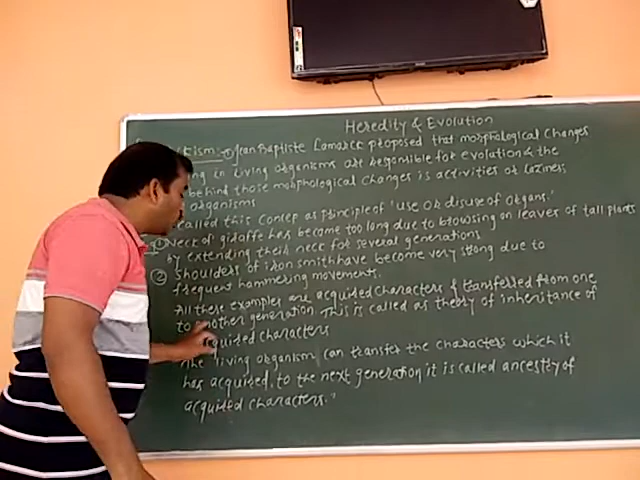 Heredity & Evolution
ism:→ Jean Baptiste Lamarck proposed that morphological Changes
ing in living organisms are responsible for evolution & the
behind those morphological changes is activities or laziness
organisms
called this concep as principle of "use or disuse of organs."
① Neck of giraffe has become too long due to browsing on leaves of tall plants
by extending their neck for several generations
② Shoulders of iron smith have become very strong due to
frequent hammering movements.
All these examples are acquired characters & transferred from one
to another generation This is called as theory of inheritance of
acquired characters
The living organism can transfer the characters which it
has acquired, to the next generation it is called ancestry of
acquired characters."